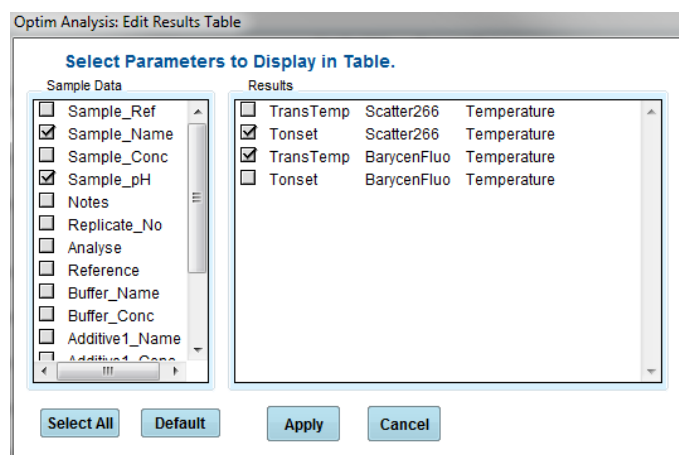 Optim Analysis: Edit Results Table
Select Parameters to Display in Table.
Sample Data
Sample_Ref
Sample_Name
Sample_Conc
Sample_pH
Notes
Replicate_No
Analyse
Reference
Buffer_Name
Buffer_Conc
Additive1_Name
Additive1_Conc
Results
TransTemp Scatter266 Temperature
Tonset Scatter266 Temperature
TransTemp BarycenFluo Temperature
Tonset BarycenFluo Temperature
Select All Default Apply Cancel